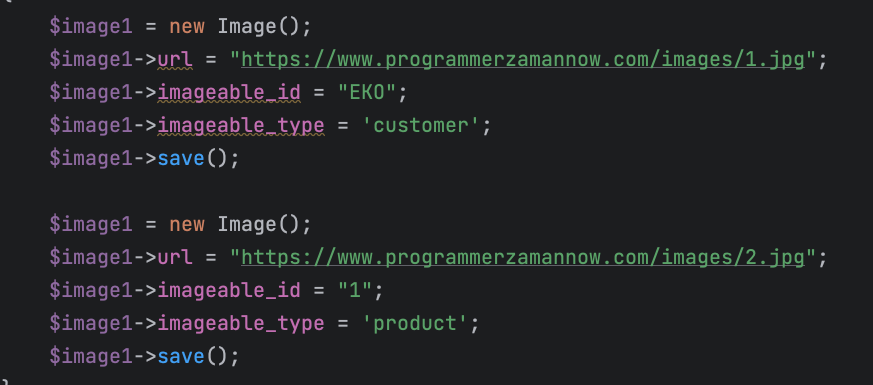 $image1 = new Image();
$image1->url = "https://www.programmerzamannow.com/images/1.jpg";
$image1->imageable_id = "EKO";
$image1->imageable_type = 'customer';
$image1->save();
$image1 = new Image();
$image1->url = "https://www.programmerzamannow.com/images/2.jpg";
$image1->imageable_id = "1";
$image1->imageable_type = 'product';
$image1->save();